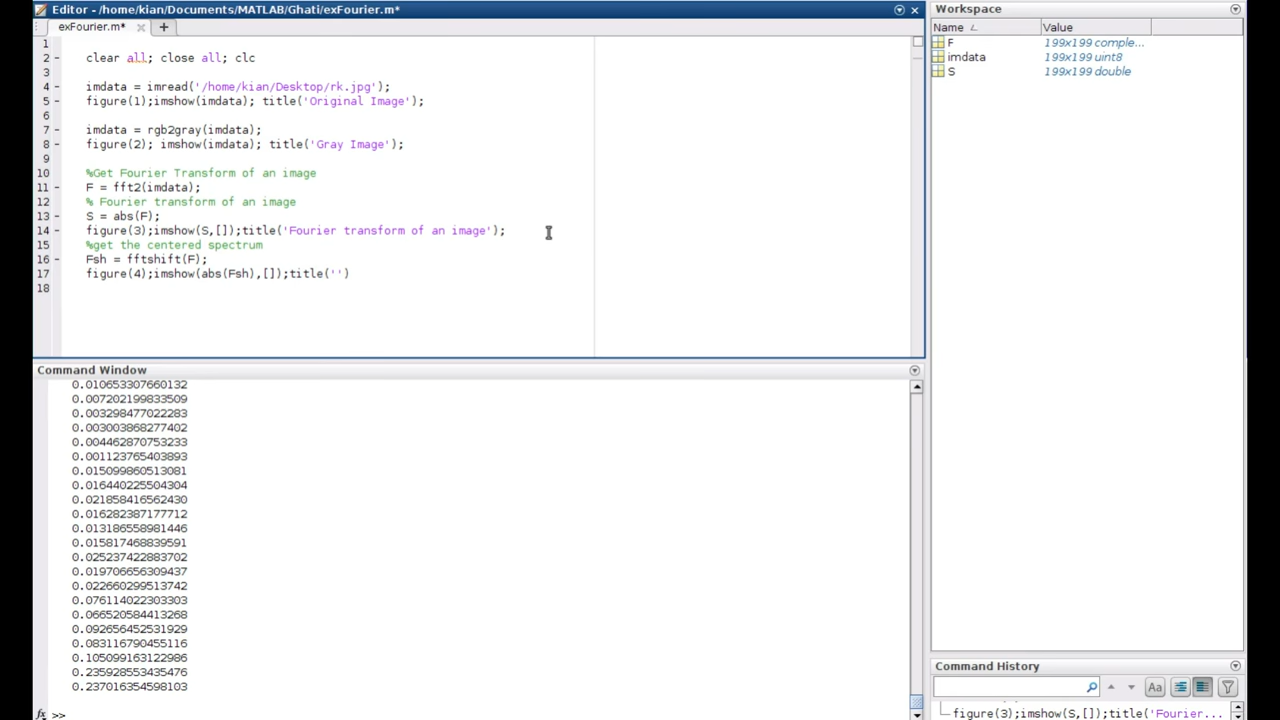 Editor - /home/kian/Documents/MATLAB/Ghati/exFourier.m*
exFourier.m*
1
2 - clear all; close all; clc
3
4 - imdata = imread('/home/kian/Desktop/rk.jpg');
5 - figure(1);imshow(imdata); title('Original Image');
6
7 - imdata = rgb2gray(imdata);
8 - figure(2); imshow(imdata); title('Gray Image');
9
10 %Get Fourier Transform of an image
11 - F = fft2(imdata);
12 % Fourier transform of an image
13 - S = abs(F);
14 - figure(3);imshow(S,[]);title('Fourier transform of an image');
15 %get the centered spectrum
16 - Fsh = fftshift(F);
17 figure(4);imshow(abs(Fsh),[]);title('')
18
Command Window
0.010653307660132
0.007202199833509
0.003298477022283
0.003003868277402
0.004462870753233
0.001123765403893
0.015099860513081
0.016440225504304
0.021858416562430
0.016282387177712
0.013186558981446
0.015817468839591
0.025237422883702
0.019706656309437
0.022660299513742
0.076114022303303
0.066520584413268
0.092656452531929
0.083116790455116
0.105099163122986
0.235928553435476
0.237016354598103
fx >>
Workspace
Name Value
F 199x199 comple...
imdata 199x199 uint8
S 199x199 double
Command History
Aa
figure(3);imshow(S,[]);title('Fourier...